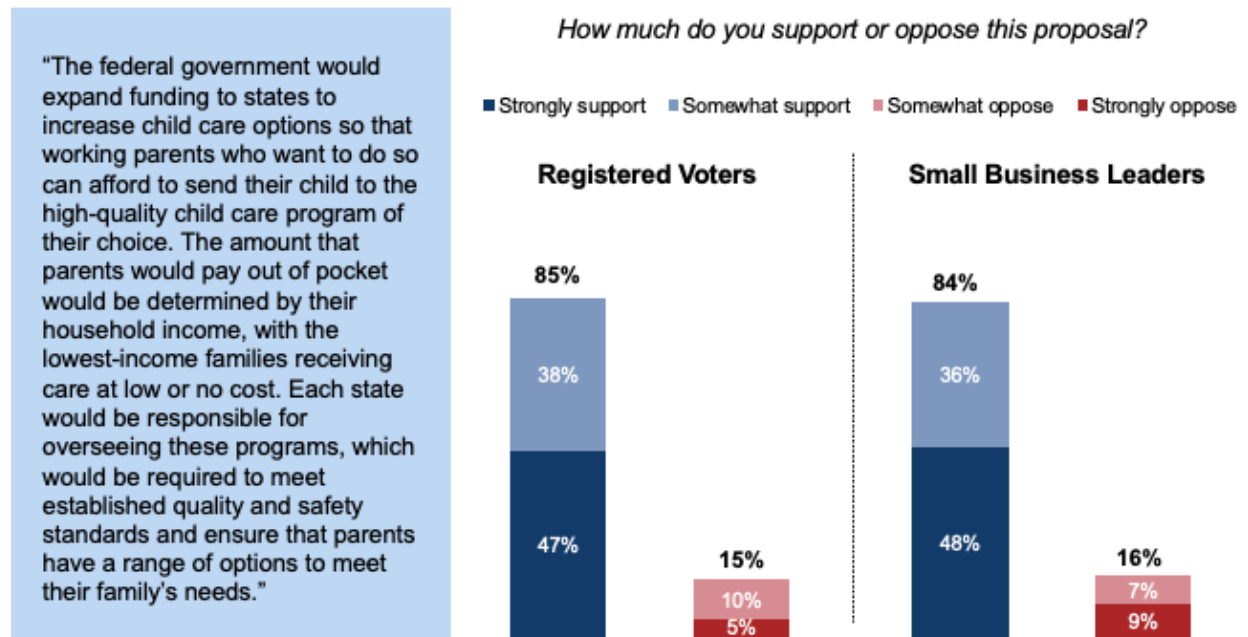 “The federal government would
expand funding to states to
increase child care options so that
working parents who want to do so
can afford to send their child to the
high-quality child care program of
their choice. The amount that
parents would pay out of pocket
would be determined by their
household income, with the
lowest-income families receiving
care at low or no cost. Each state
would be responsible for
overseeing these programs, which
would be required to meet
established quality and safety
standards and ensure that parents
have a range of options to meet
their family’s needs.”
How much do you support or oppose this proposal?
Strongly support Somewhat support Somewhat oppose Strongly oppose
Registered Voters
85%
38%
47%
15%
10%
5%
Small Business Leaders
84%
36%
48%
16%
7%
9%